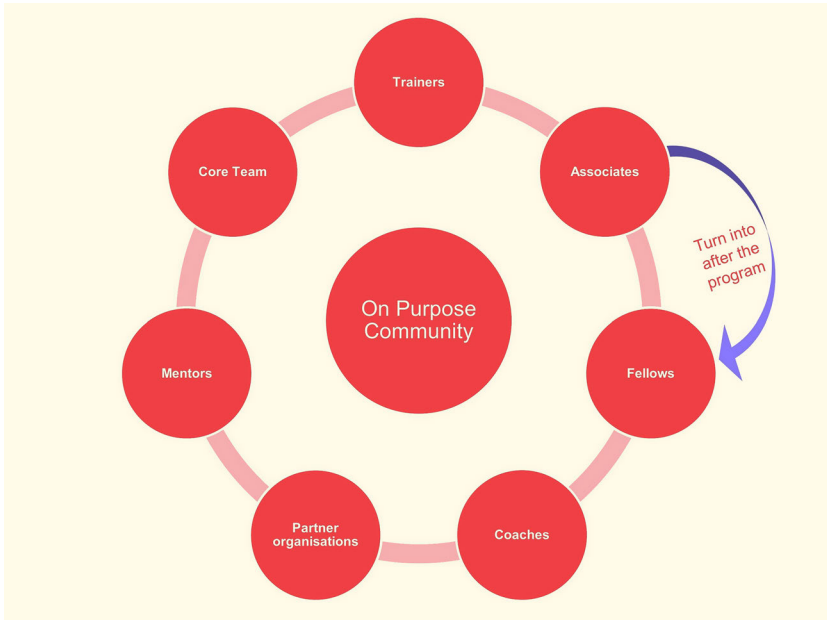 Trainers
Associates
Turn into
after the
program
Fellows
Coaches
Partner
organisations
Mentors
Core Team
On Purpose
Community